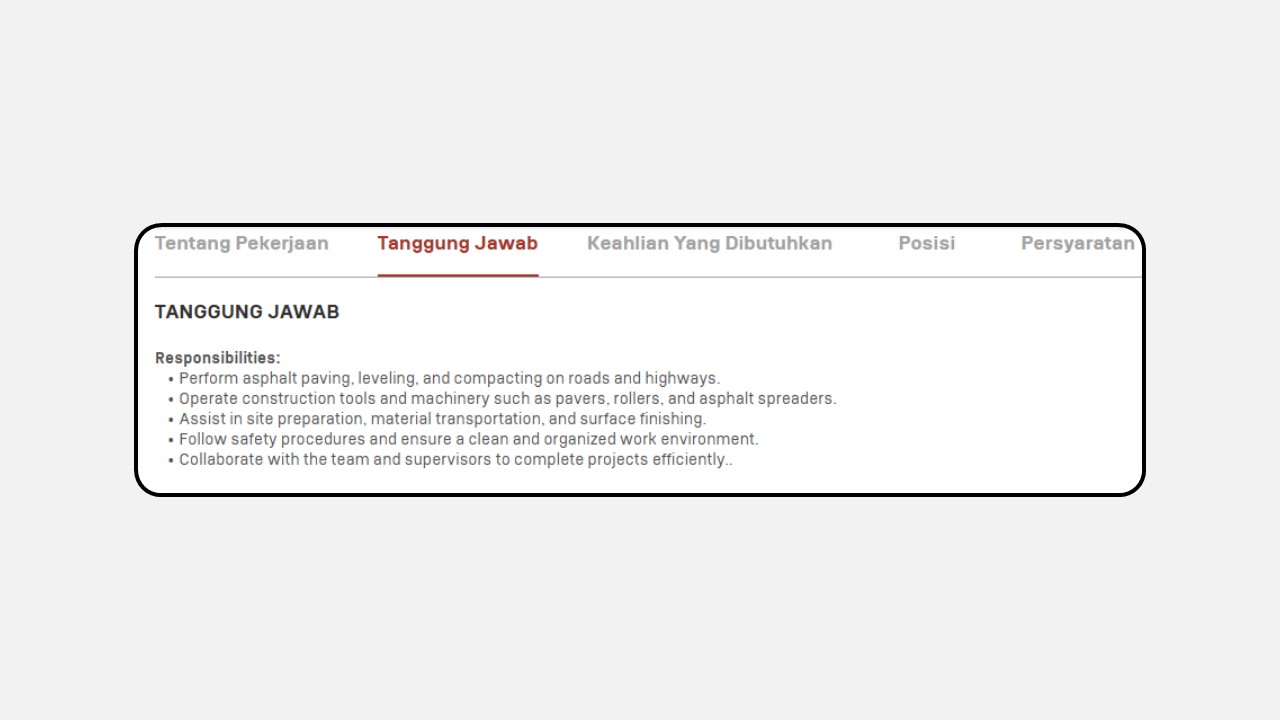 Tentang Pekerjaan Tanggung Jawab Keahlian Yang Dibutuhkan Posisi Persyaratan
TANGGUNG JAWAB
Responsibilities:
• Perform asphalt paving, leveling, and compacting on roads and highways.
• Operate construction tools and machinery such as pavers, rollers, and asphalt spreaders.
• Assist in site preparation, material transportation, and surface finishing.
• Follow safety procedures and ensure a clean and organized work environment.
• Collaborate with the team and supervisors to complete projects efficiently..